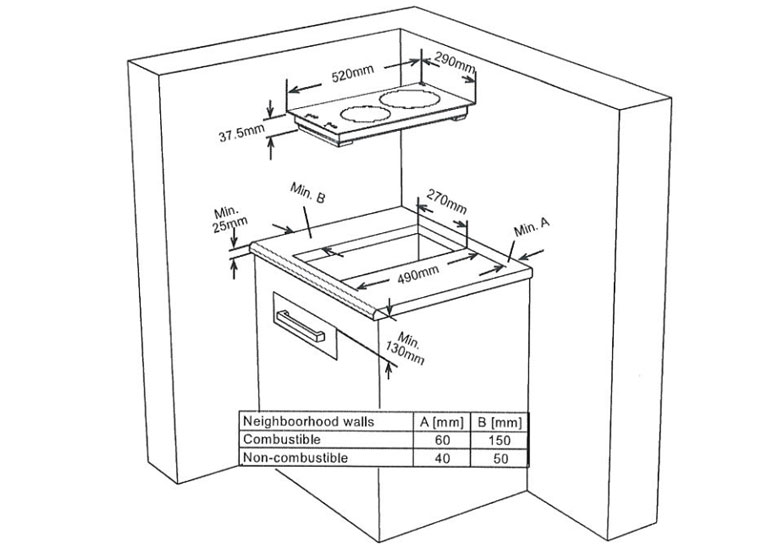 520mm
290mm
37.5mm
Min. B
270mm
Min.
25mm
Min. A
490mm
Min.
130mm
Neighboorhood walls A [mm] B [mm]
Combustible 60 150
Non-combustible 40 50